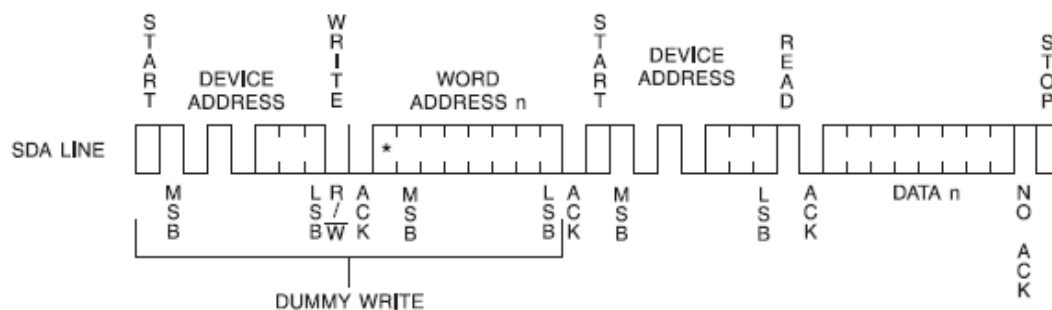 START
WRITE
START
READ
STOP
DEVICE
ADDRESS
WORD
ADDRESS n
DEVICE
ADDRESS
SDA LINE
*
MSB
LSB
R/W
ACK
MSB
LSB
ACK
MSB
LSB
ACK
DATA n
NO ACK
DUMMY WRITE